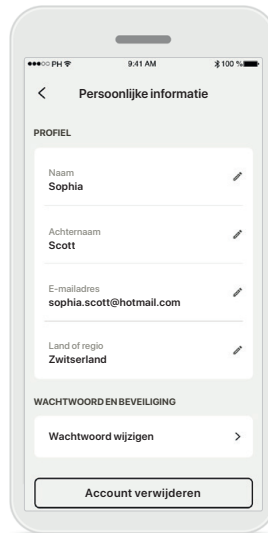 PH 9:41 AM 100 %
Persoonlijke informatie
PROFIEL
Naam
Sophia
Achternaam
Scott
E-mailadres
sophia.scott@hotmail.com
Land of regio
Zwitserland
WACHTWOORD EN BEVEILIGING
Wachtwoord wijzigen
Account verwijderen